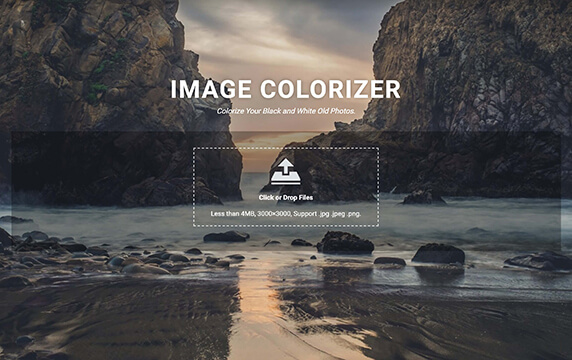 IMAGE COLORIZER
Colorize Your Black and White Old Photos.
Click or Drop Files
Less than 4MB, 3000×3000, Support .jpg .jpeg .png.